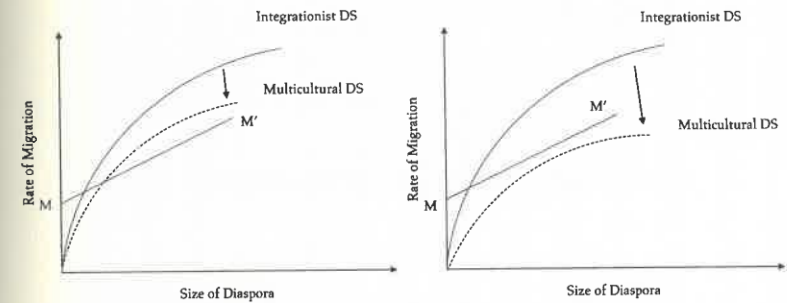 Integrationist DS
Multicultural DS
M'
Rate of Migration
M
Size of Diaspora
Integrationist DS
M'
Multicultural DS
Rate of Migration
M
Size of Diaspora